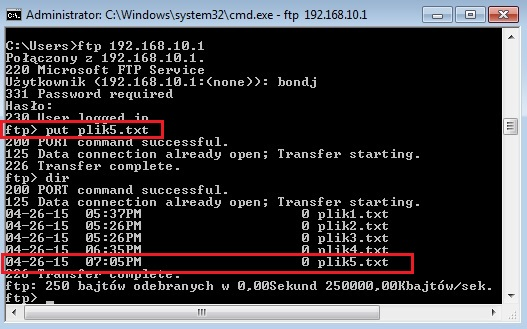 Administrator: C:\Windows\system32\cmd.exe - ftp 192.168.10.1
C:\Users>ftp 192.168.10.1
Połączony z 192.168.10.1.
220 Microsoft FTP Service
Użytkownik (192.168.10.1:(none)): bondj
331 Password required
Hasło:
230 User logged in.
ftp> put plik5.txt
200 PORT command successful.
125 Data connection already open; Transfer starting.
226 Transfer complete.
ftp> dir
200 PORT command successful.
125 Data connection already open; Transfer starting.
04-26-15  05:37PM                    0 plik1.txt
04-26-15  05:26PM                    0 plik2.txt
04-26-15  05:26PM                    0 plik3.txt
04-26-15  06:35PM                    0 plik4.txt
04-26-15  07:05PM                    0 plik5.txt
226 Transfer complete.
ftp: 250 bajtów odebranych w 0,00Sekund 250000,00Kbajtów/sek.
ftp> _